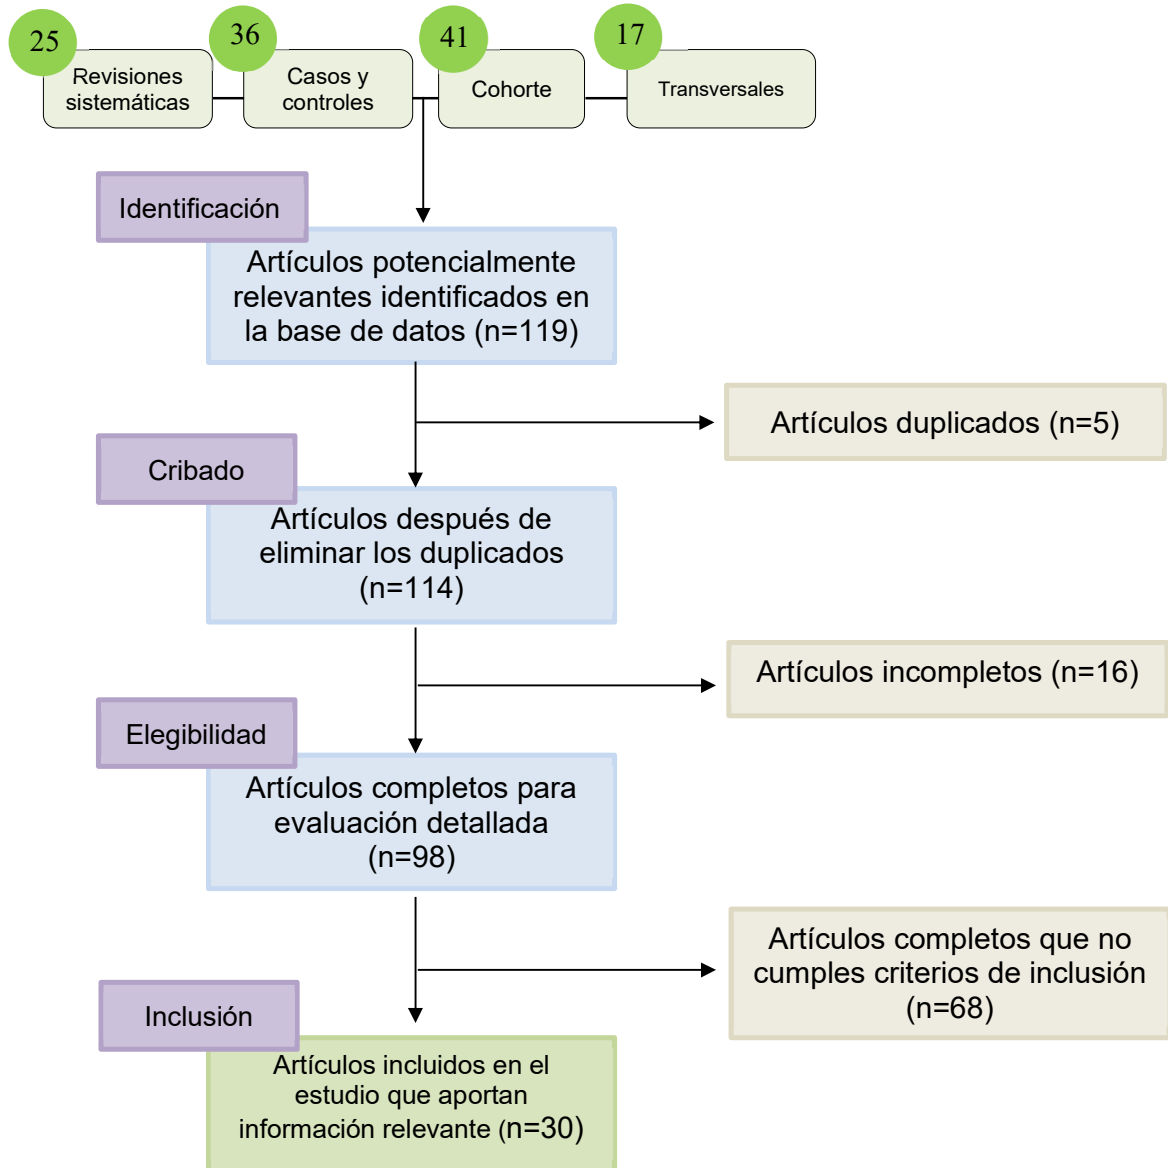 25
36
41
17
Revisiones
sistemáticas
Casos y
controles
Cohorte
Transversales
Identificación
Artículos potencialmente
relevantes identificados en
la base de datos (n=119)
Artículos duplicados (n=5)
Cribado
Artículos después de
eliminar los duplicados
(n=114)
Artículos incompletos (n=16)
Elegibilidad
Artículos completos para
evaluación detallada
(n=98)
Artículos completos que no
cumples criterios de inclusión
(n=68)
Inclusión
Artículos incluidos en el
estudio que aportan
información relevante (n=30)